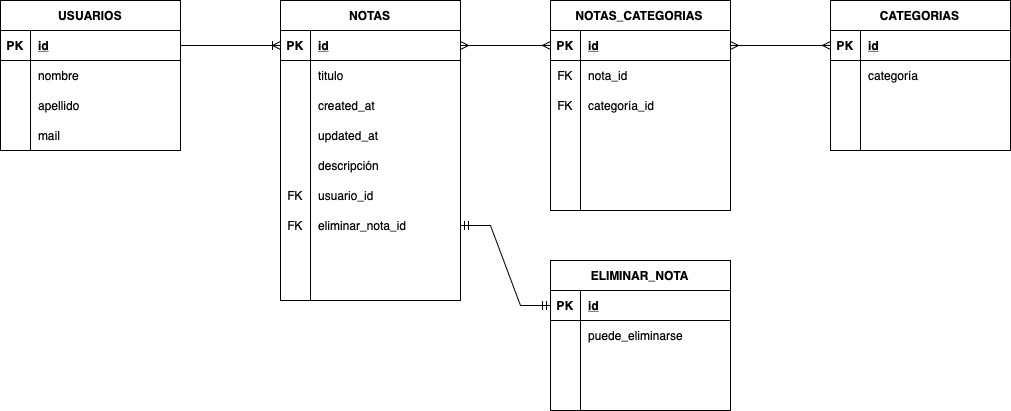 USUARIOS
PK id
nombre
apellido
mail
NOTAS
PK id
titulo
created_at
updated_at
descripción
FK usuario_id
FK eliminar_nota_id
NOTAS_CATEGORIAS
PK id
FK nota_id
FK categoría_id
CATEGORIAS
PK id
categoría
ELIMINAR_NOTA
PK id
puede_eliminarse